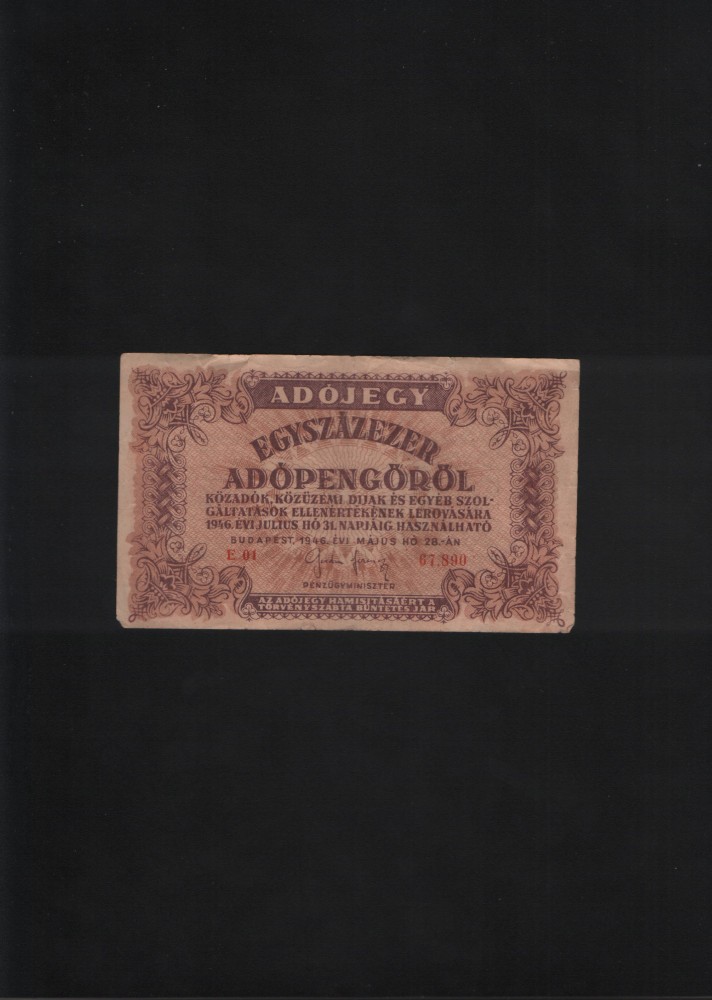 ADÓJEGY
EGYSZÁZEZER
ADÓPENGŐRŐL
KÖZADÓK, KÖZÜZEMI DIJAK ÉS EGYÉB SZOL-
GÁLTATÁSOK ELLENÉRTÉKÉNEK LEROVÁSÁRA
1946. ÉVI JULIUS HÓ 31. NAPJÁIG HASZNÁLHATÓ
BUDAPEST, 1946. ÉVI MÁJUS HÓ 28.-ÁN
E 01 67.890
PÉNZÜGYMINISZTER
AZ ADÓJEGY HAMISITÁSÁÉRT A
TÖRVÉNYSZABTA BÜNTETÉS JÁR